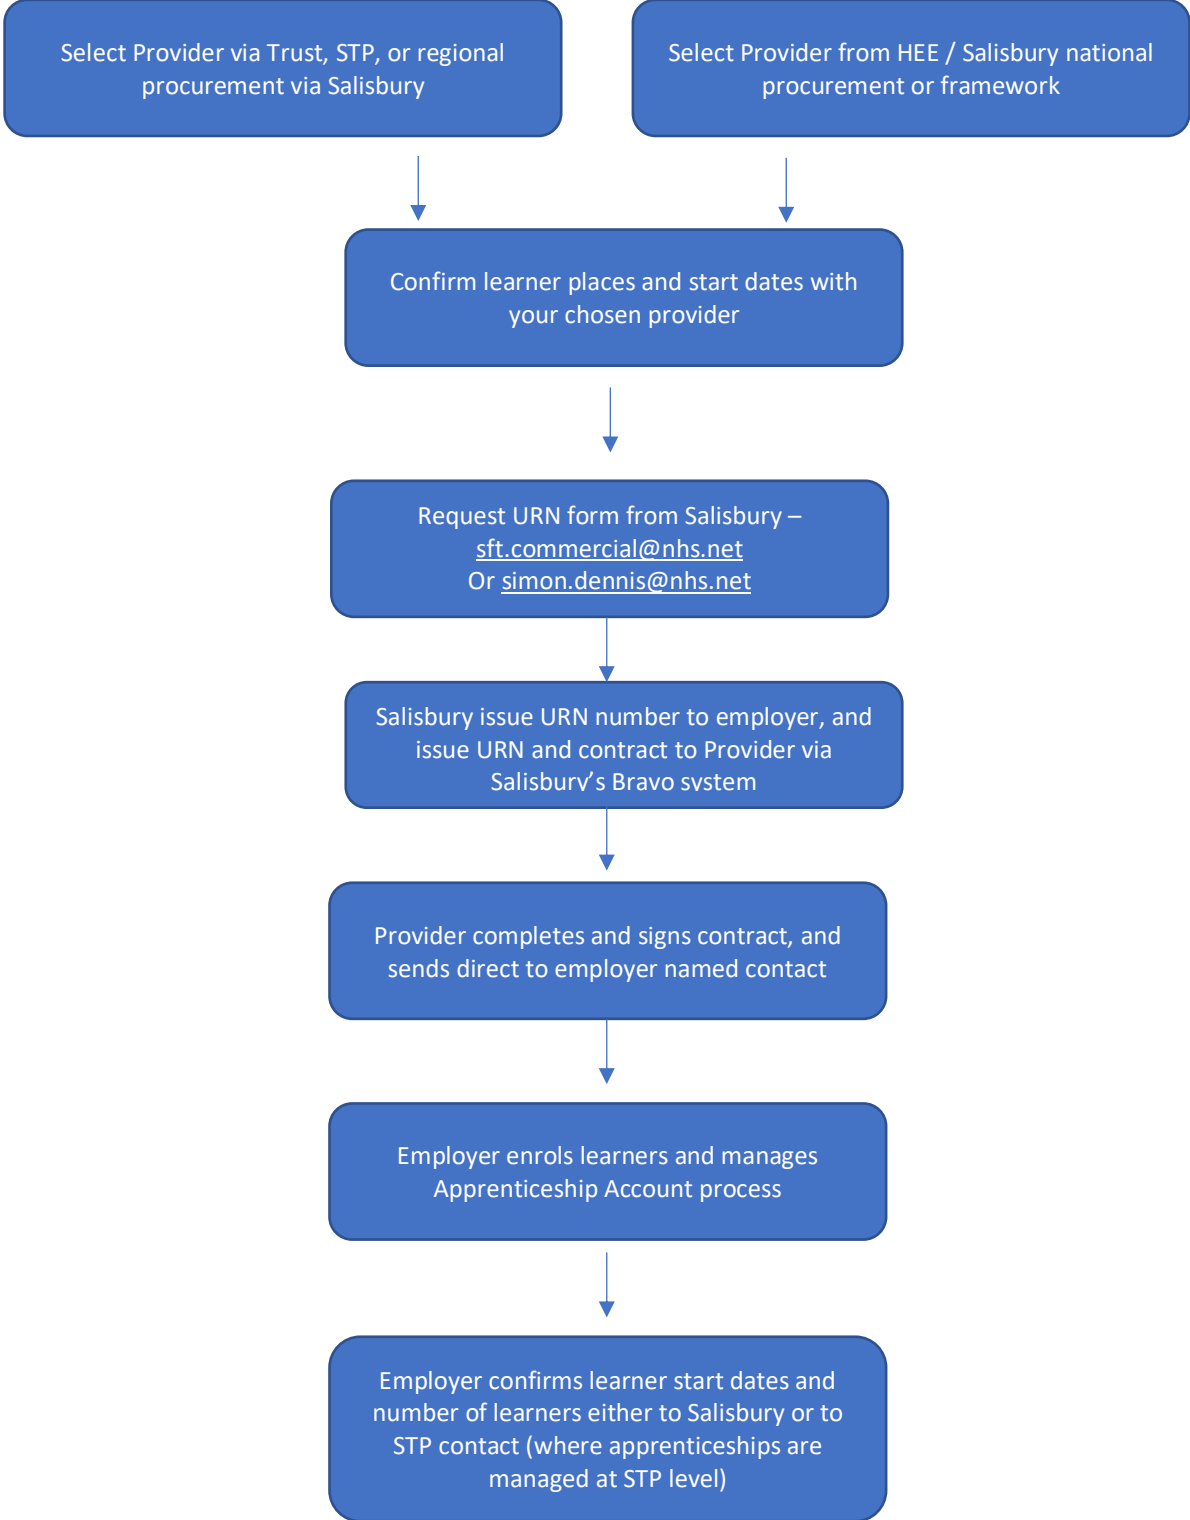 Select Provider via Trust, STP, or regional
procurement via Salisbury
Select Provider from HEE / Salisbury national
procurement or framework
Confirm learner places and start dates with
your chosen provider
Request URN form from Salisbury –
sft.commercial@nhs.net
Or simon.dennis@nhs.net
Salisbury issue URN number to employer, and
issue URN and contract to Provider via
Salisbury’s Bravo system
Provider completes and signs contract, and
sends direct to employer named contact
Employer enrols learners and manages
Apprenticeship Account process
Employer confirms learner start dates and
number of learners either to Salisbury or to
STP contact (where apprenticeships are
managed at STP level)